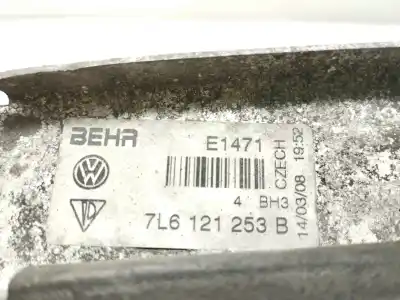 BEHR
E1471
4 BH3
7L6 121 253 B
CZECH
14/03/08 19:52